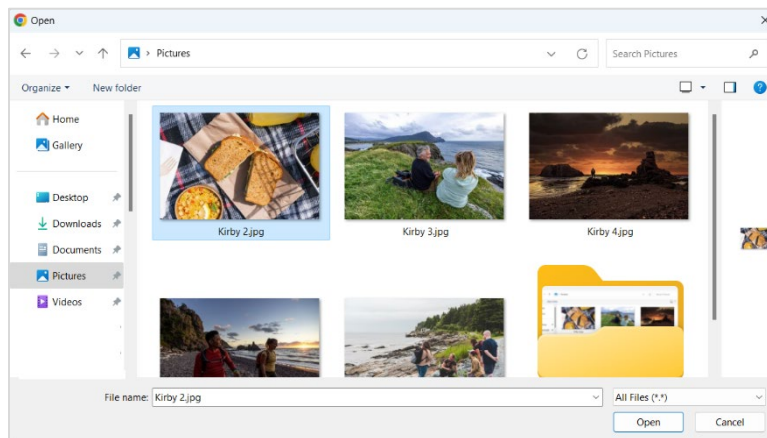 Open
Pictures
Search Pictures
Organize
New folder
Home
Gallery
Desktop
Downloads
Documents
Pictures
Videos
Kirby 2.jpg
Kirby 3.jpg
Kirby 4.jpg
File name: Kirby 2.jpg
All Files (*.*)
Open
Cancel